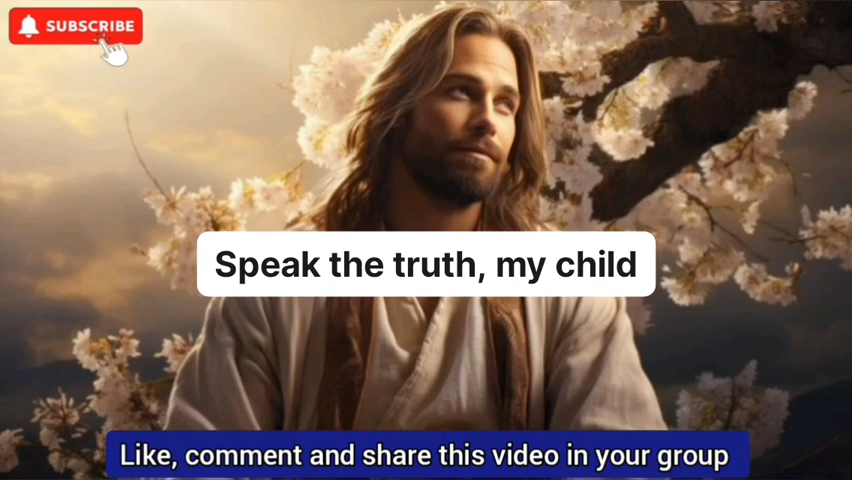 SUBSCRIBE
Speak the truth, my child
Like, comment and share this video in your group